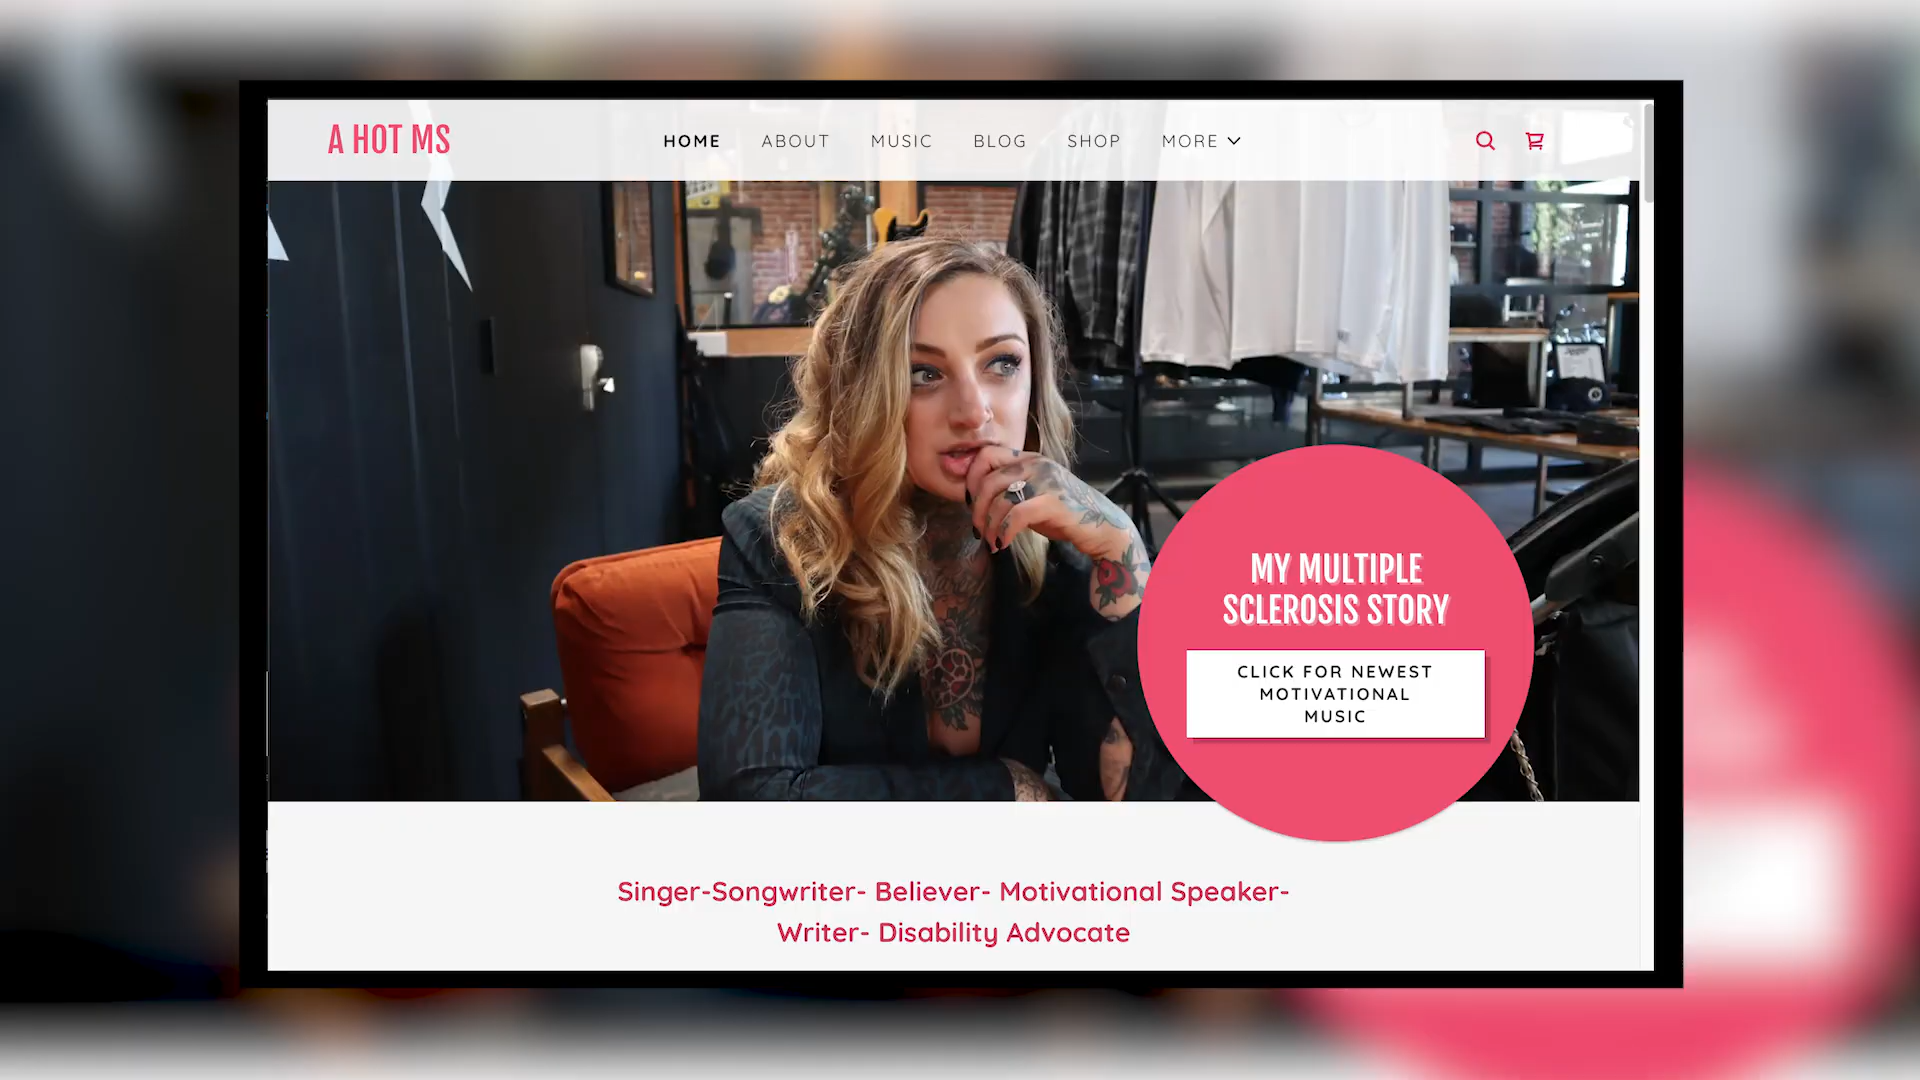 A HOT MS
HOME ABOUT MUSIC BLOG SHOP MORE
MY MULTIPLE
SCLEROSIS STORY
CLICK FOR NEWEST
MOTIVATIONAL
MUSIC
Singer-Songwriter- Believer- Motivational Speaker-
Writer- Disability Advocate